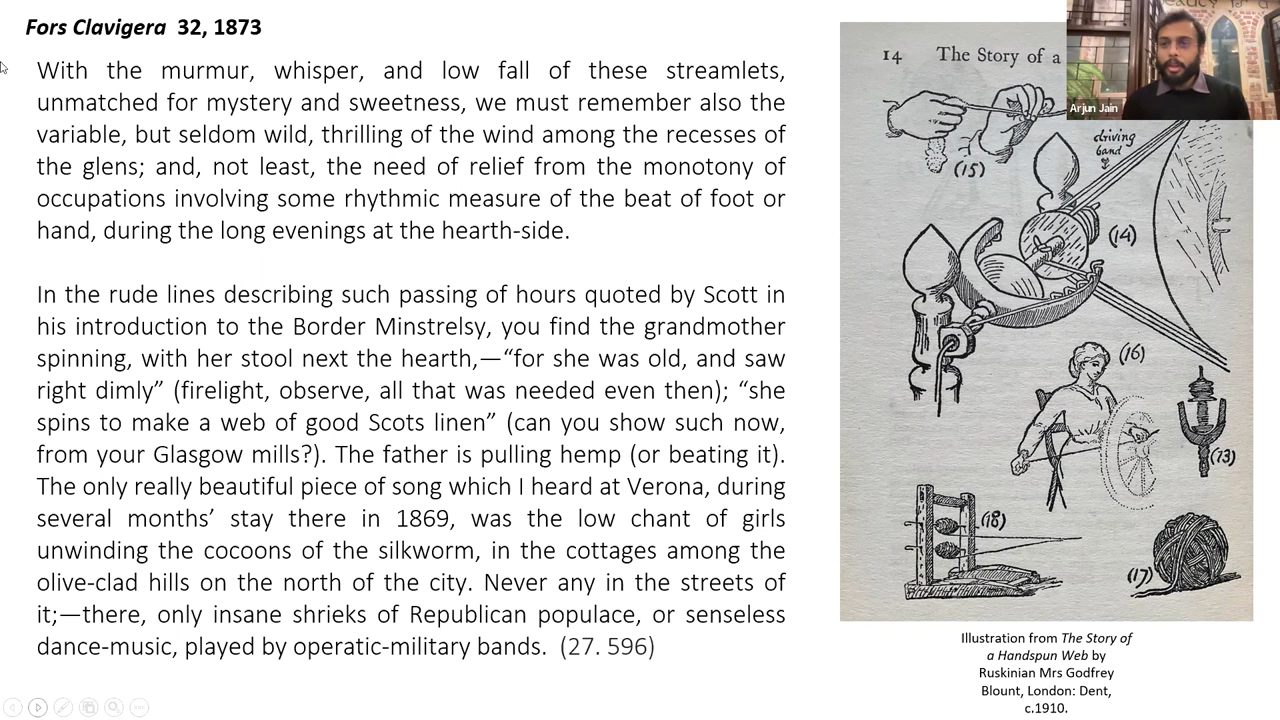 Fors Clavigera 32, 1873
With the murmur, whisper, and low fall of these streamlets,
unmatched for mystery and sweetness, we must remember also the
variable, but seldom wild, thrilling of the wind among the recesses of
the glens; and, not least, the need of relief from the monotony of
occupations involving some rhythmic measure of the beat of foot or
hand, during the long evenings at the hearth-side.
In the rude lines describing such passing of hours quoted by Scott in
his introduction to the Border Minstrelsy, you find the grandmother
spinning, with her stool next the hearth,—“for she was old, and saw
right dimly” (firelight, observe, all that was needed even then); “she
spins to make a web of good Scots linen” (can you show such now,
from your Glasgow mills?). The father is pulling hemp (or beating it).
The only really beautiful piece of song which I heard at Verona, during
several months’ stay there in 1869, was the low chant of girls
unwinding the cocoons of the silkworm, in the cottages among the
olive-clad hills on the north of the city. Never any in the streets of
it;—there, only insane shrieks of Republican populace, or senseless
dance-music, played by operatic-military bands. (27. 596)
14 The Story of a
Arjun Jain
driving
band
(15)
(14)
(16)
(13)
(18)
(17)
Illustration from The Story of
a Handspun Web by
Ruskinian Mrs Godfrey
Blount, London: Dent,
c.1910.